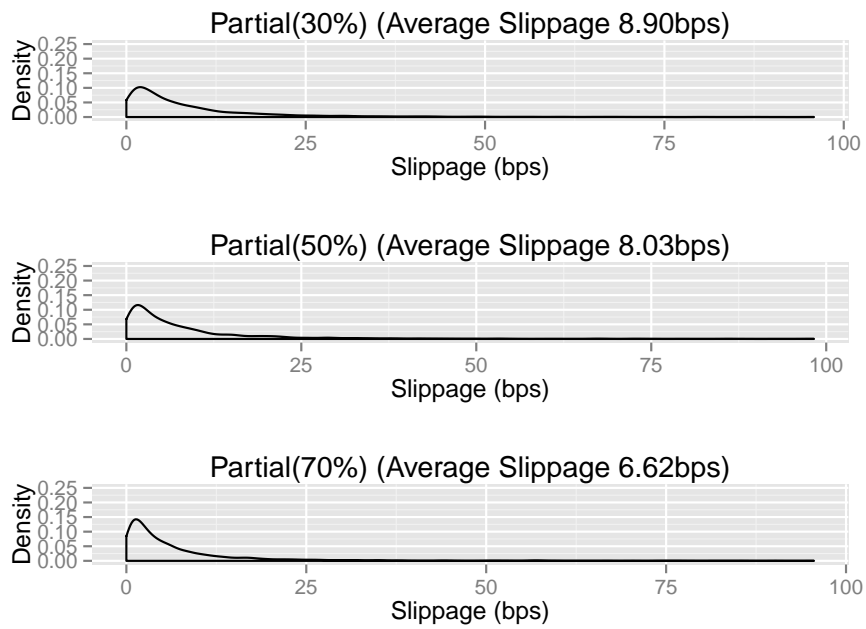 Partial(30%) (Average Slippage 8.90bps)
Density
0.25
0.20
0.15
0.10
0.05
0.00
0 25 50 75 100
Slippage (bps)
Partial(50%) (Average Slippage 8.03bps)
Density
0.25
0.20
0.15
0.10
0.05
0.00
0 25 50 75 100
Slippage (bps)
Partial(70%) (Average Slippage 6.62bps)
Density
0.25
0.20
0.15
0.10
0.05
0.00
0 25 50 75 100
Slippage (bps)